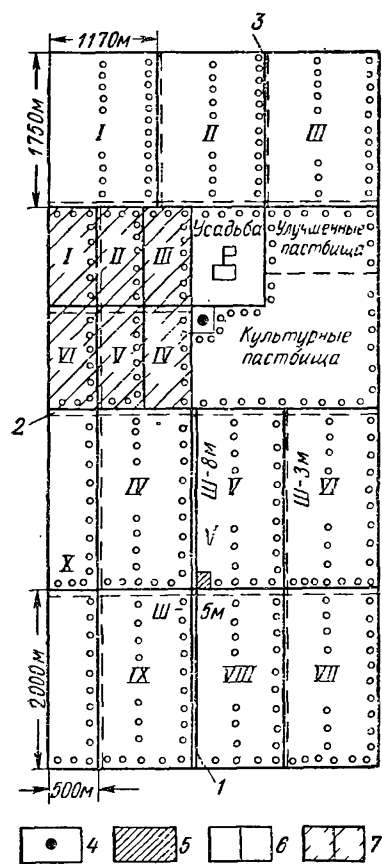 1170м
3
1750м
I II III
I II III
Усадьба
Улучшенные
пастбища
VI V IV
Культурные
пастбища
2
IV Ш-8м V Ш-3м VI
X V
Ш- 5м
2000м
IX VIII VII
500м
1
4 5 6 7